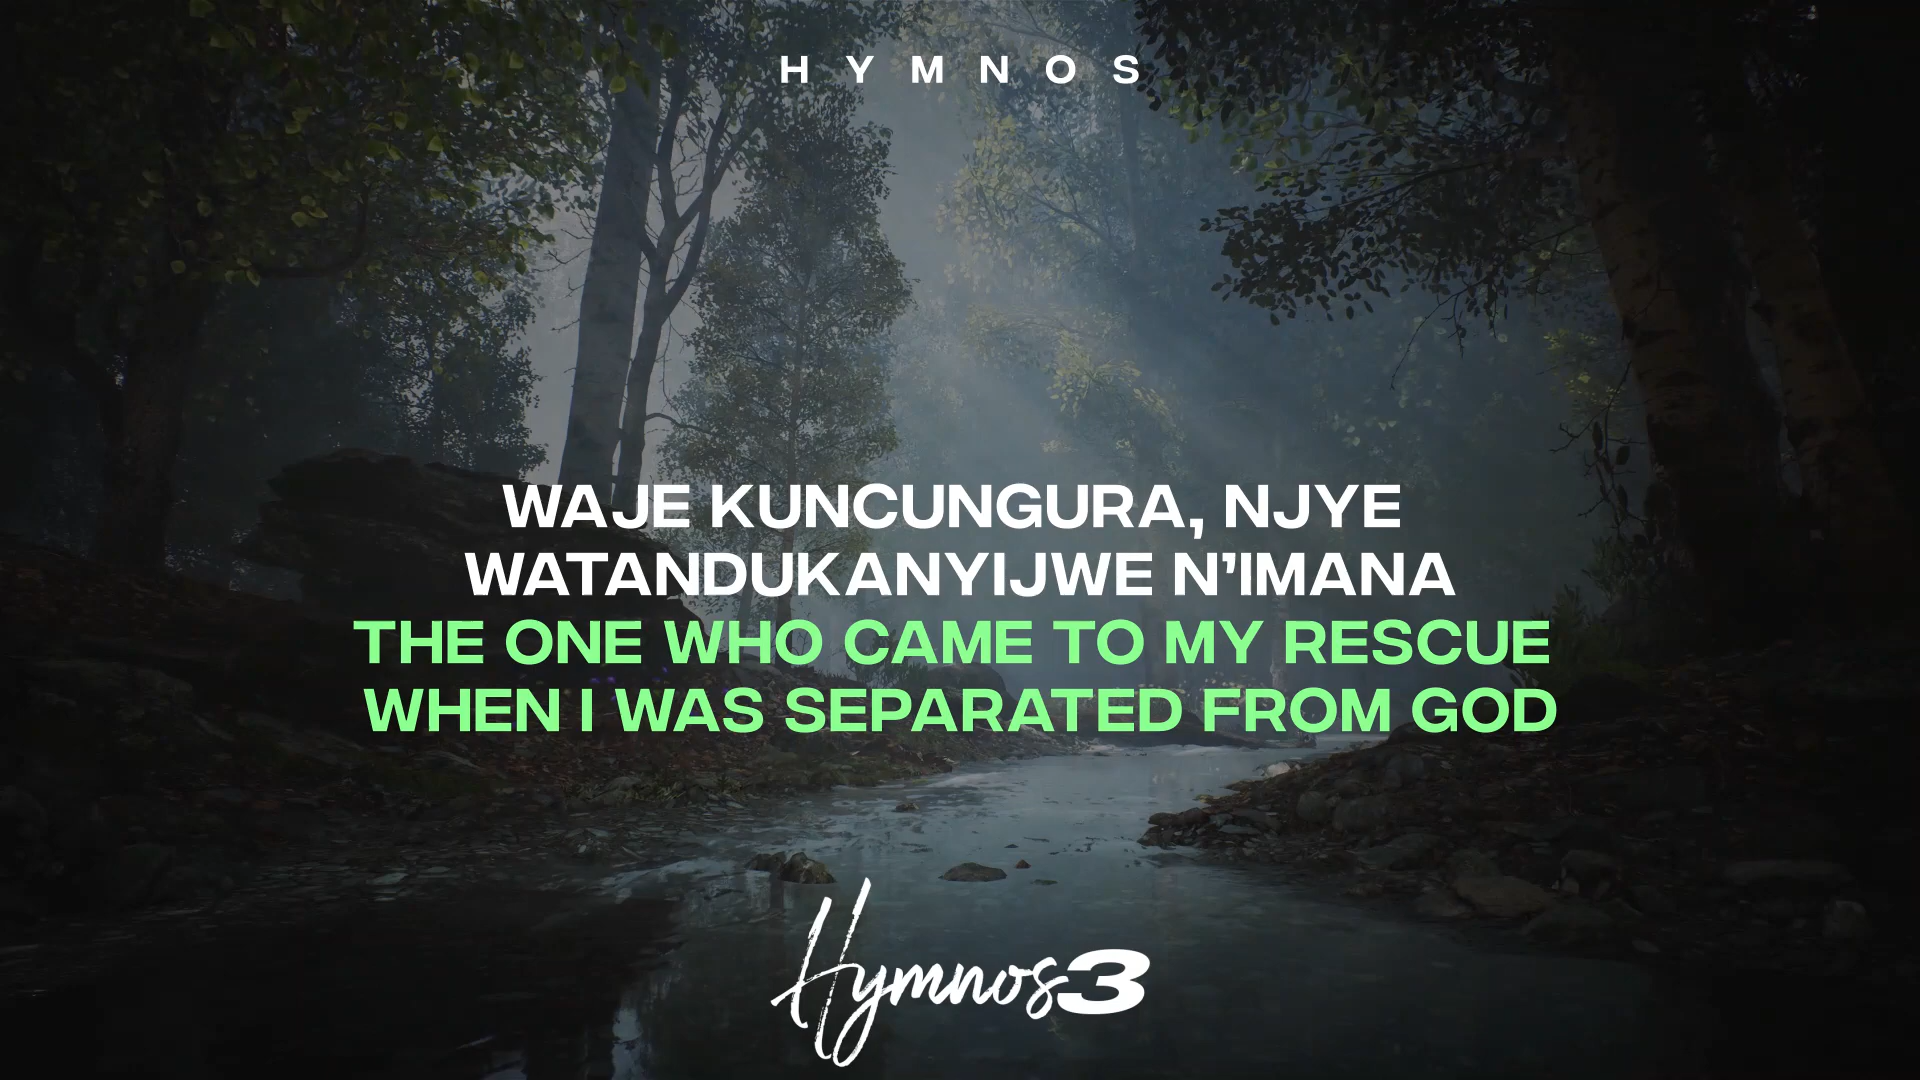 HYMNOS
WAJE KUNCUNGURA, NJYE
WATANDUKANYIJWE N'IMANA
THE ONE WHO CAME TO MY RESCUE
WHEN I WAS SEPARATED FROM GOD
Hymnos3